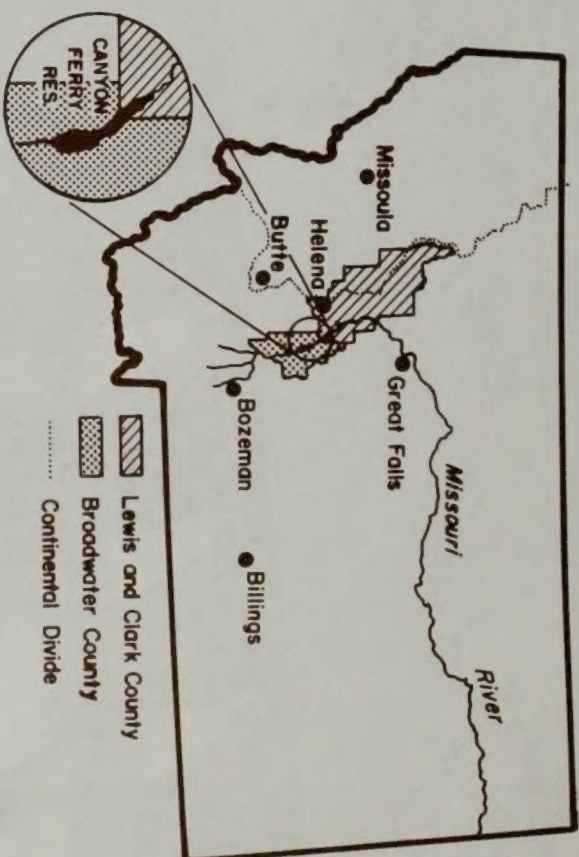 CANYON
FERRY
RES.
Missoula
Helena
Butte
Great Falls
Bozeman
Billings
Missouri
River
Lewis and Clark County
Broadwater County
Continental Divide